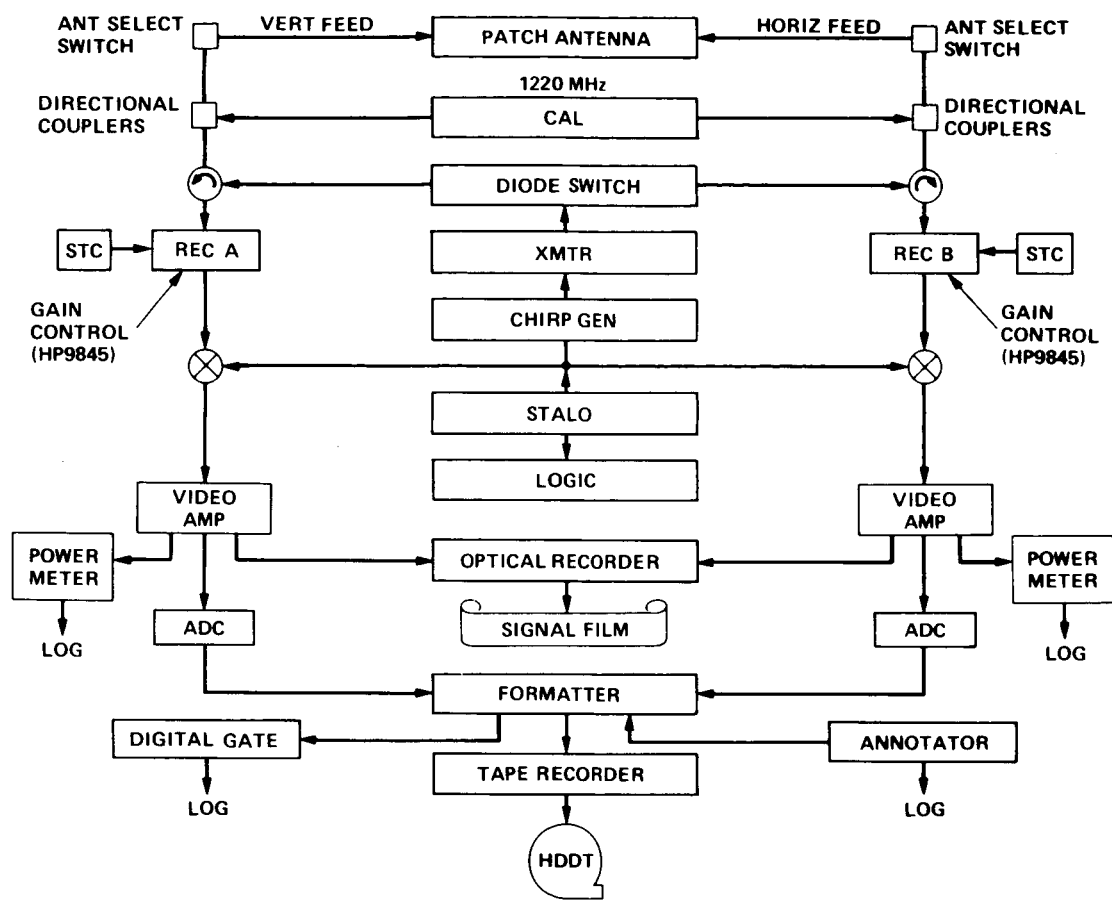 ANT SELECT
SWITCH
VERT FEED
PATCH ANTENNA
HORIZ FEED
ANT SELECT
SWITCH
1220 MHz
DIRECTIONAL
COUPLERS
CAL
DIRECTIONAL
COUPLERS
DIODE SWITCH
STC
REC A
XMTR
REC B
STC
GAIN
CONTROL
(HP9845)
CHIRP GEN
GAIN
CONTROL
(HP9845)
STALO
LOGIC
VIDEO
AMP
VIDEO
AMP
POWER
METER
OPTICAL RECORDER
POWER
METER
LOG
ADC
SIGNAL FILM
ADC
LOG
FORMATTER
DIGITAL GATE
ANNOTATOR
TAPE RECORDER
LOG
LOG
HDDT